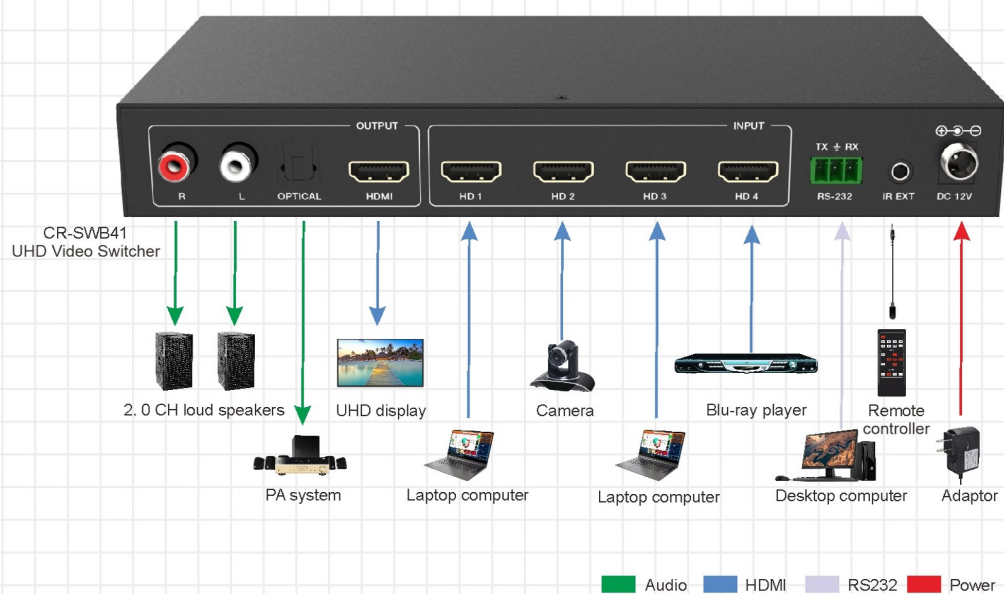 OUTPUT
INPUT
TX RX
R
L
OPTICAL
HDMI
HD 1
HD 2
HD 3
HD 4
RS-232
IR EXT
DC 12V
CR-SWB41
UHD Video Switcher
2. 0 CH loud speakers
UHD display
Camera
Blu-ray player
Remote
controller
PA system
Laptop computer
Laptop computer
Desktop computer
Adaptor
Audio
HDMI
RS232
Power